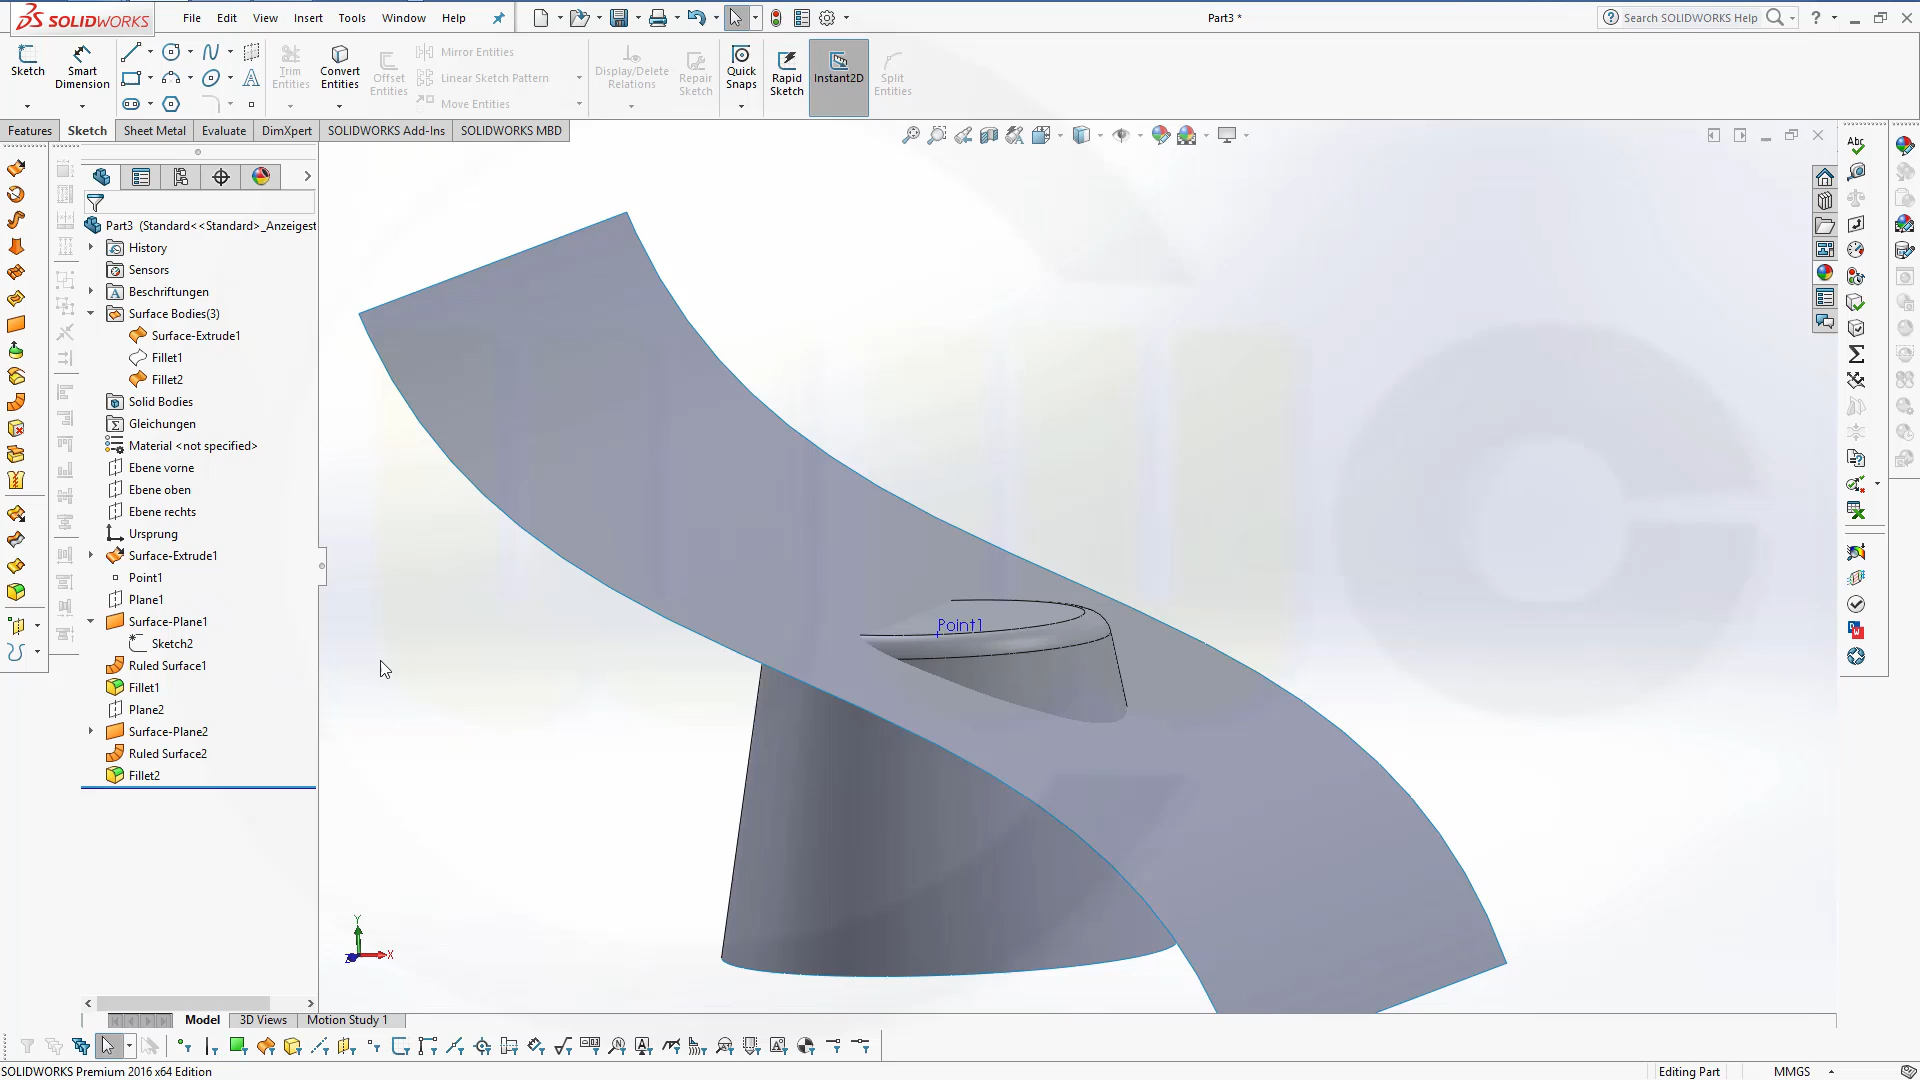 SOLIDWORKS
File Edit View Insert Tools Window Help
Part3 *
Search SOLIDWORKS Help
Sketch
Smart Dimension
Trim Entities
Convert Entities
Offset Entities
Mirror Entities
Linear Sketch Pattern
Move Entities
Display/Delete Relations
Repair Sketch
Quick Snaps
Rapid Sketch
Instant2D
Split Entities
Features Sketch Sheet Metal Evaluate DimXpert SOLIDWORKS Add-Ins SOLIDWORKS MBD
Part3 (Standard<<Standard>_Anzeigest
History
Sensors
Beschriftungen
Surface Bodies(3)
Surface-Extrude1
Fillet1
Fillet2
Solid Bodies
Gleichungen
Material <not specified>
Ebene vorne
Ebene oben
Ebene rechts
Ursprung
Surface-Extrude1
Point1
Plane1
Surface-Plane1
Sketch2
Ruled Surface1
Fillet1
Plane2
Surface-Plane2
Ruled Surface2
Fillet2
Point1
Y
X
Z
Model 3D Views Motion Study 1
SOLIDWORKS Premium 2016 x64 Edition
Editing Part
MMGS